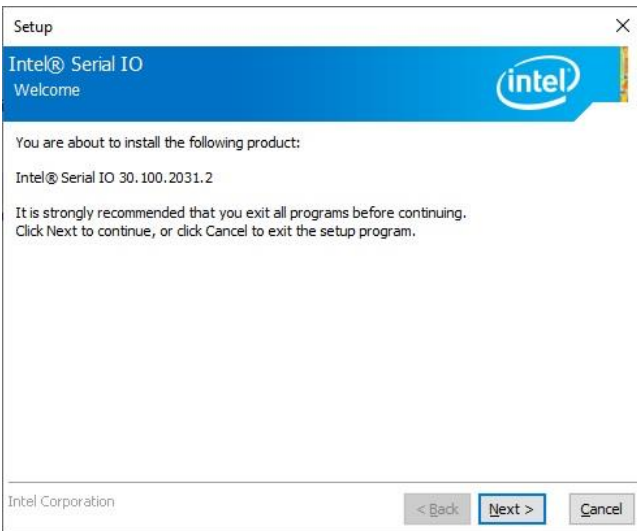 Setup
Intel® Serial IO
Welcome
intel
You are about to install the following product:
Intel® Serial IO 30.100.2031.2
It is strongly recommended that you exit all programs before continuing.
Click Next to continue, or click Cancel to exit the setup program.
Intel Corporation
< Back Next > Cancel